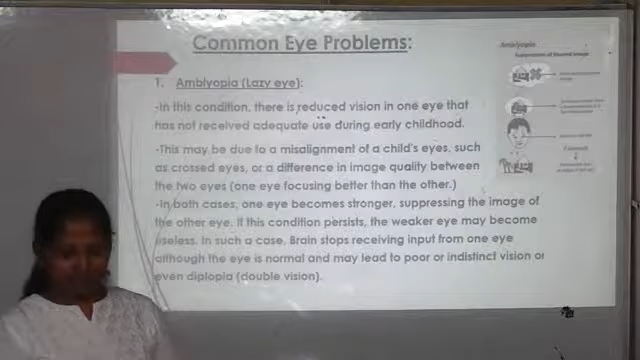 Common Eye Problems:
1. Amblyopia (Lazy eye):
-In this condition, there is reduced vision in one eye that
has not received adequate use during early childhood.
-This may be due to a misalignment of a child's eyes, such
as crossed eyes, or a difference in image quality between
the two eyes (one eye focusing better than the other.)
-In both cases, one eye becomes stronger, suppressing the image of
the other eye. If this condition persists, the weaker eye may become
useless. In such a case, Brain stops receiving input from one eye
although the eye is normal and may lead to poor or indistinct vision or
even diplopia (double vision).
Amblyopia